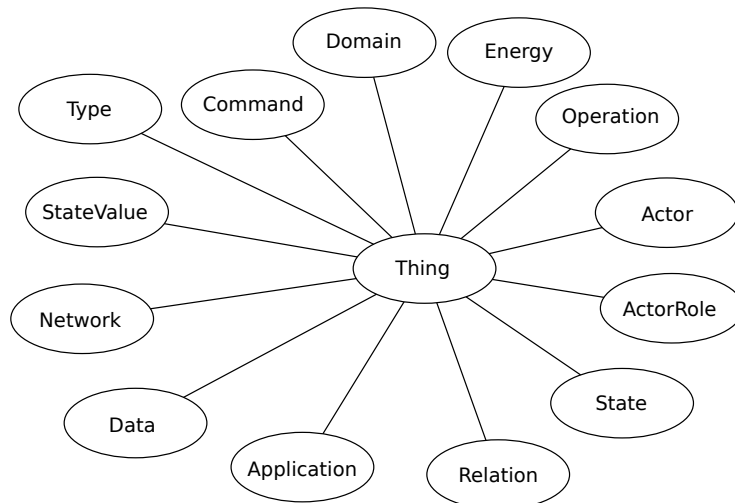 Domain
Energy
Command
Type
Operation
StateValue
Actor
Thing
Network
ActorRole
State
Data
Application
Relation